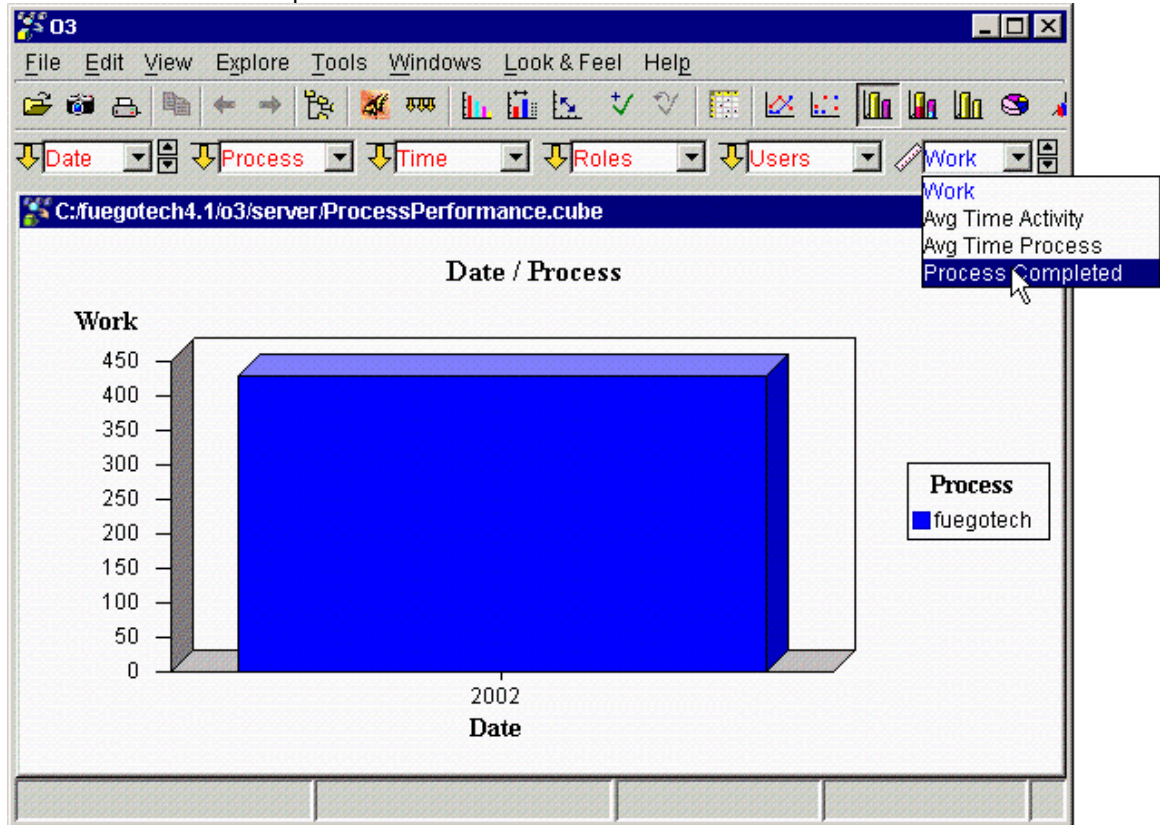 O3
File Edit View Explore Tools Windows Look & Feel Help
Date Process Time Roles Users Work
Work
Avg Time Activity
Avg Time Process
Process Completed
C:/fuegotech4.1/o3/server/ProcessPerformance.cube
Date / Process
Work
450
400
350
300
250
200
150
100
50
0
2002
Date
Process
fuegotech